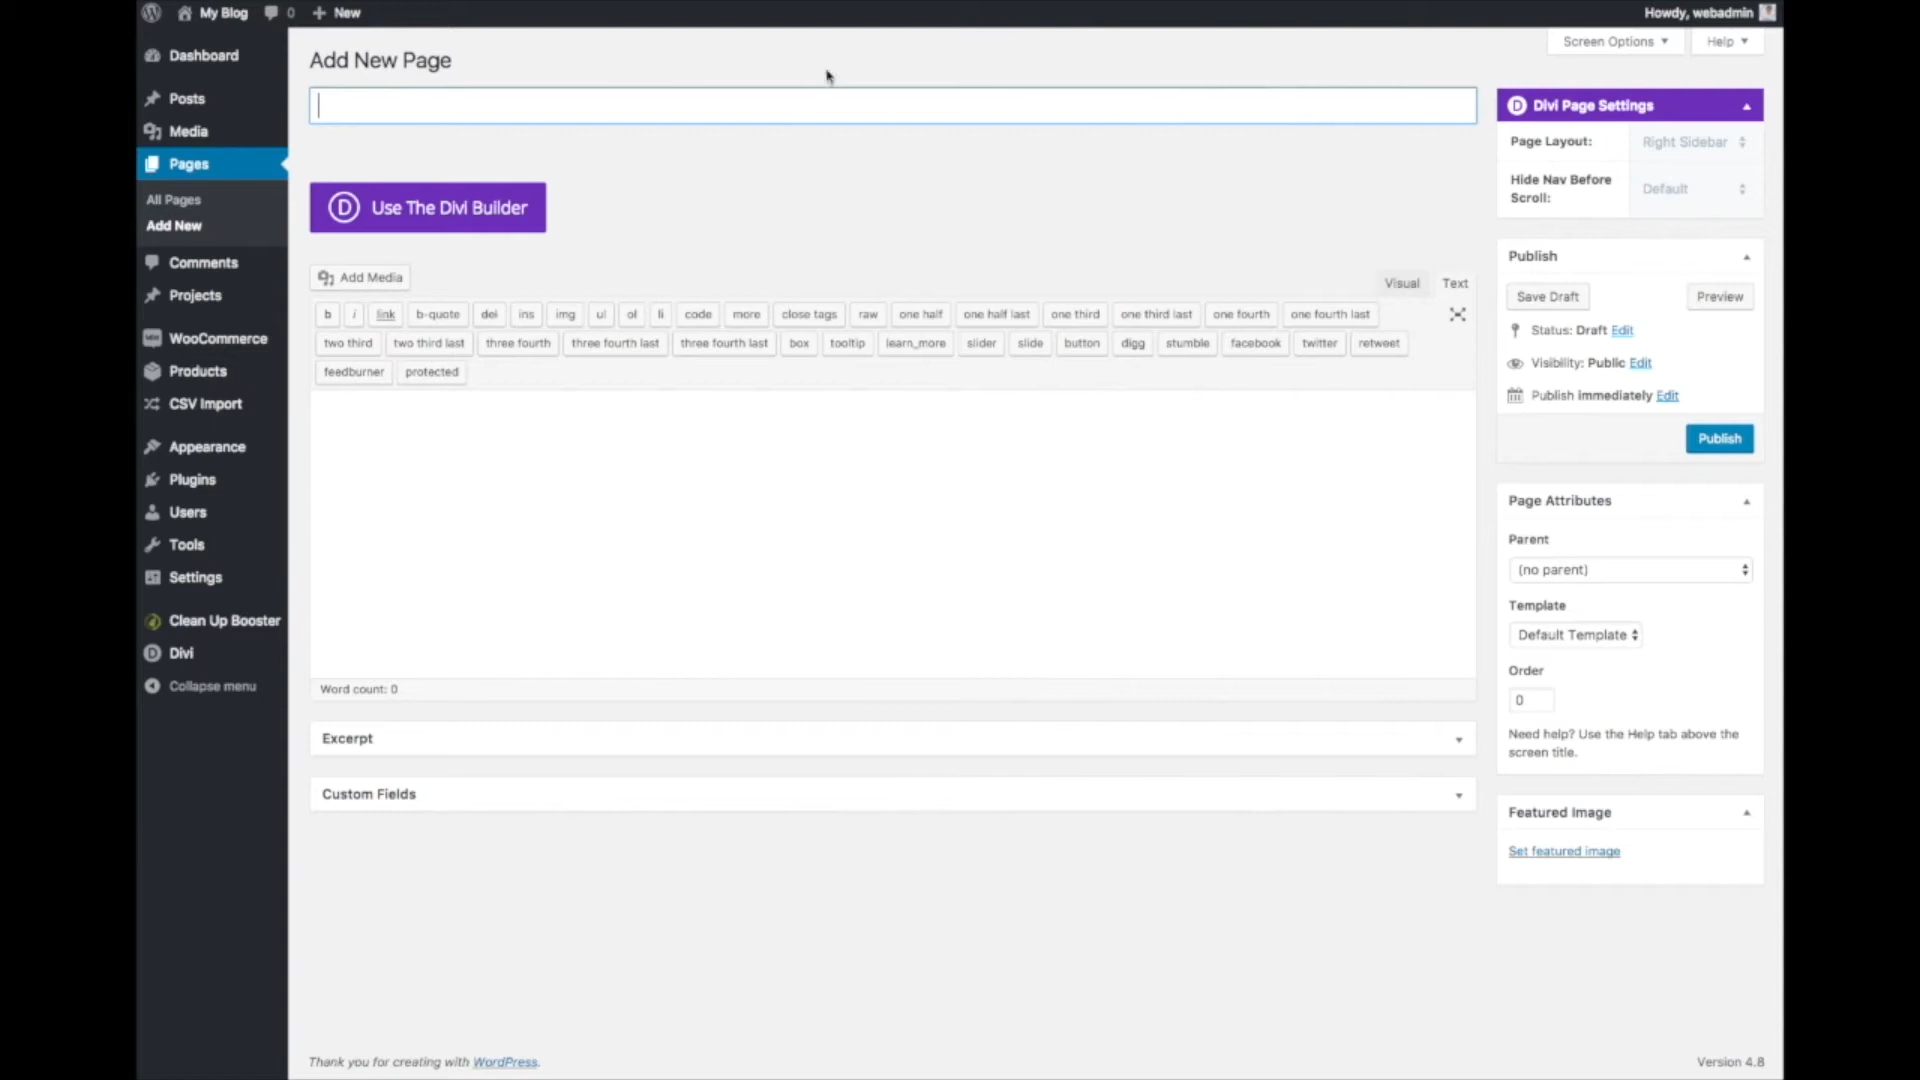 My Blog 0 New Howdy, webadmin
Screen Options Help
Dashboard
Posts
Media
Pages
All Pages
Add New
Comments
Projects
WooCommerce
Products
CSV Import
Appearance
Plugins
Users
Tools
Settings
Clean Up Booster
Divi
Collapse menu
Add New Page
Use The Divi Builder
Add Media
Visual Text
b i link b-quote del ins img ul ol li code more close tags raw one half one half last one third one third last one fourth one fourth last
two third two third last three fourth three fourth last three fourth last box tooltip learn_more slider slide button digg stumble facebook twitter retweet
feedburner protected
Word count: 0
Excerpt
Custom Fields
Divi Page Settings
Page Layout: Right Sidebar
Hide Nav Before
Scroll:
Default
Publish
Save Draft Preview
Status: Draft Edit
Visibility: Public Edit
Publish immediately Edit
Publish
Page Attributes
Parent
(no parent)
Template
Default Template
Order
0
Need help? Use the Help tab above the
screen title.
Featured Image
Set featured image
Thank you for creating with WordPress.
Version 4.8